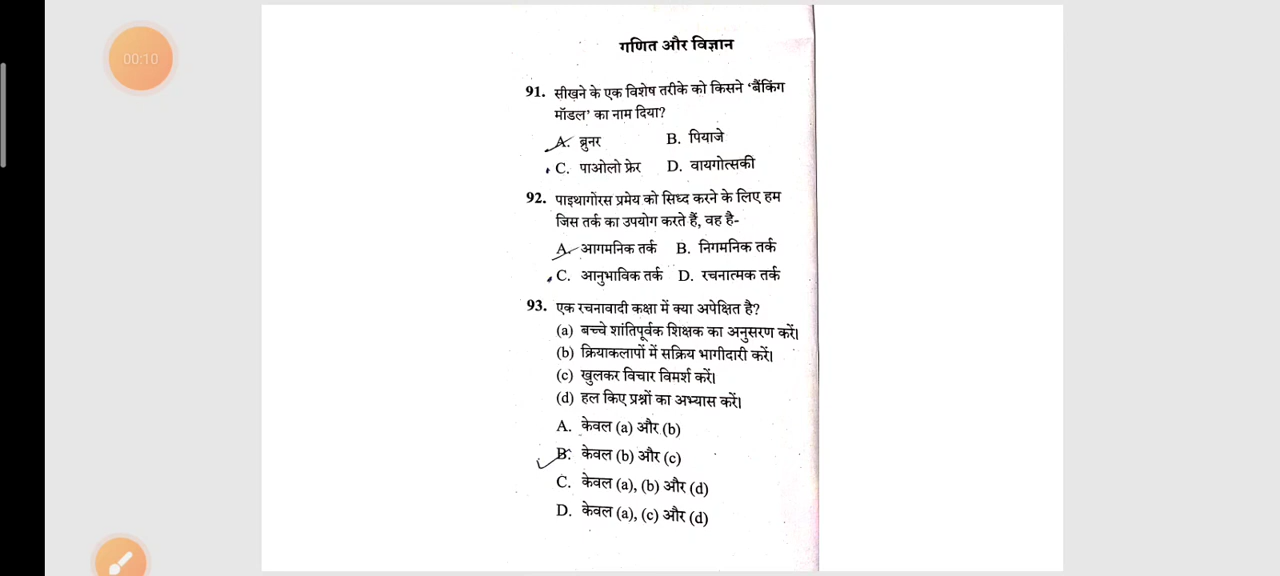 00:10
गणित और विज्ञान
91. सीखने के एक विशेष तरीके को किसने 'बैंकिंग
मॉडल' का नाम दिया?
A. ब्रुनर B. पियाजे
C. पाओलो फ्रेर D. वायगोत्सकी
92. पाइथागोरस प्रमेय को सिध्द करने के लिए हम
जिस तर्क का उपयोग करते हैं, वह है-
A. आगमनिक तर्क B. निगमनिक तर्क
C. आनुभाविक तर्क D. रचनात्मक तर्क
93. एक रचनावादी कक्षा में क्या अपेक्षित है?
(a) बच्चे शांतिपूर्वक शिक्षक का अनुसरण करें।
(b) क्रियाकलापों में सक्रिय भागीदारी करें।
(c) खुलकर विचार विमर्श करें।
(d) हल किए प्रश्नों का अभ्यास करें।
A. केवल (a) और (b)
B. केवल (b) और (c)
C. केवल (a), (b) और (d)
D. केवल (a), (c) और (d)